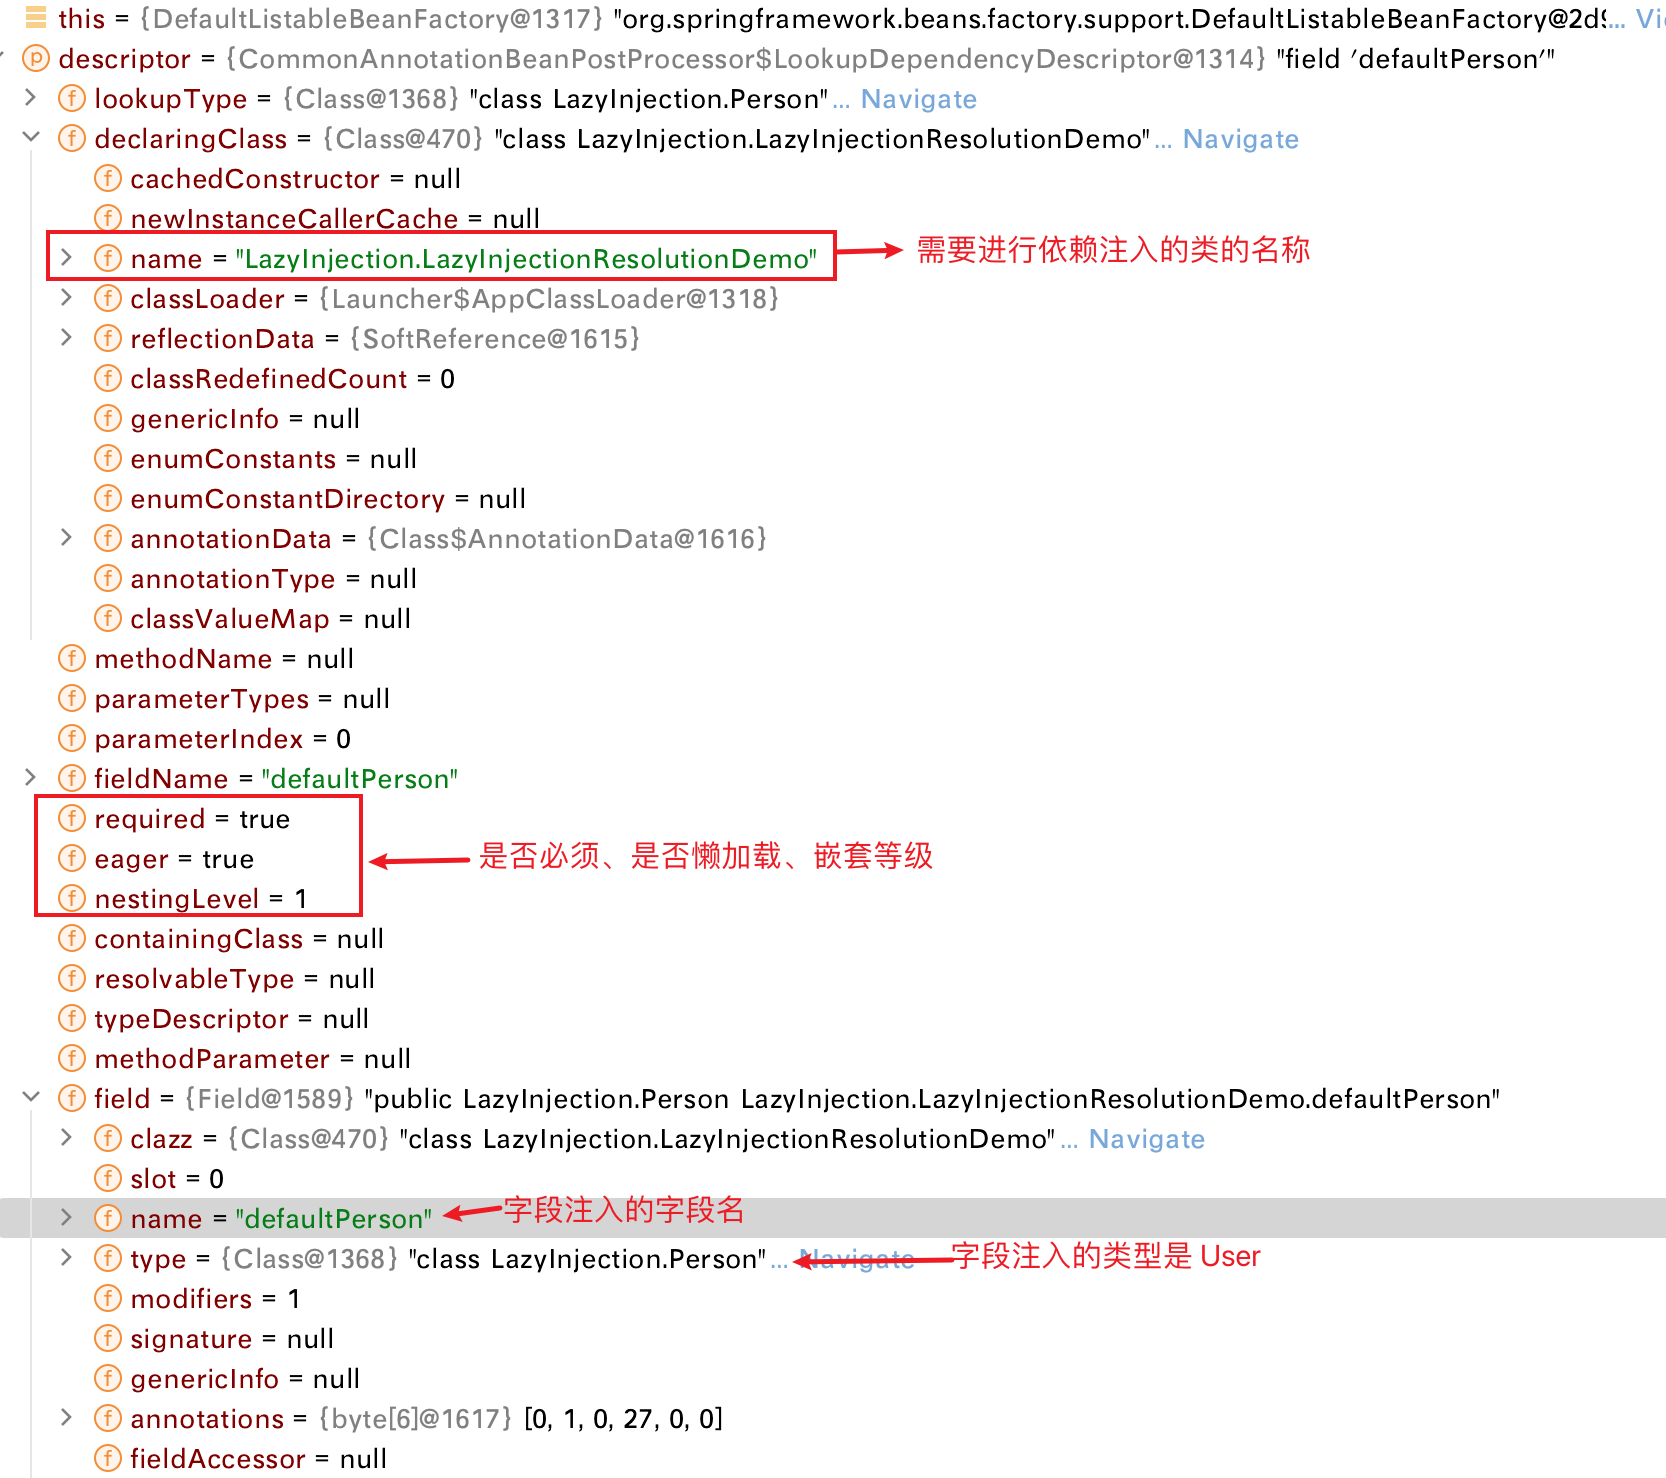 this = {DefaultListableBeanFactory@1317} "org.springframework.beans.factory.support.DefaultListableBeanFactory@2d9... Vi
descriptor = {CommonAnnotationBeanPostProcessor$LookupDependencyDescriptor@1314} "field 'defaultPerson'"
lookupType = {Class@1368} "class LazyInjection.Person"... Navigate
declaringClass = {Class@470} "class LazyInjection.LazyInjectionResolutionDemo"... Navigate
cachedConstructor = null
newInstanceCallerCache = null
name = "LazyInjection.LazyInjectionResolutionDemo" 需要进行依赖注入的类的名称
classLoader = {Launcher$AppClassLoader@1318}
reflectionData = {SoftReference@1615}
classRedefinedCount = 0
genericInfo = null
enumConstants = null
enumConstantDirectory = null
annotationData = {Class$AnnotationData@1616}
annotationType = null
classValueMap = null
methodName = null
parameterTypes = null
parameterIndex = 0
fieldName = "defaultPerson"
required = true
eager = true 是否必须、是否懒加载、嵌套等级
nestingLevel = 1
containingClass = null
resolvableType = null
typeDescriptor = null
methodParameter = null
field = {Field@1589} "public LazyInjection.Person LazyInjection.LazyInjectionResolutionDemo.defaultPerson"
clazz = {Class@470} "class LazyInjection.LazyInjectionResolutionDemo"... Navigate
slot = 0
name = "defaultPerson" 字段注入的字段名
type = {Class@1368} "class LazyInjection.Person"... Navigate 字段注入的类型是 User
modifiers = 1
signature = null
genericInfo = null
annotations = {byte[6]@1617} [0, 1, 0, 27, 0, 0]
fieldAccessor = null